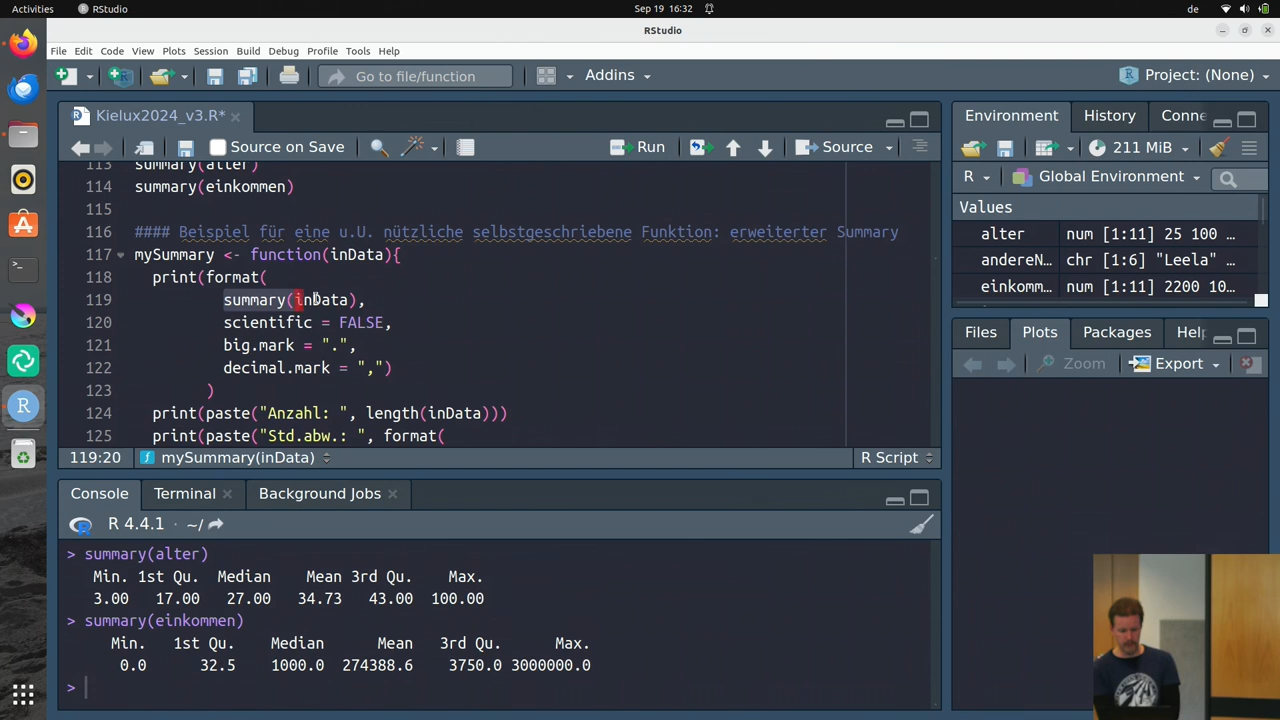 Activities
RStudio
Sep 19 16:32
de
RStudio
File Edit Code View Plots Session Build Debug Profile Tools Help
Go to file/function
Addins
Project: (None)
Kielux2024_v3.R*
Source on Save
Run
Source
113 summary(alter)
114 summary(einkommen)
115
116 #### Beispiel für eine u.U. nützliche selbstgeschriebene Funktion: erweiterter Summary
117 mySummary <- function(inData){
118 print(format(
119 summary(inData),
120 scientific = FALSE,
121 big.mark = ".",
122 decimal.mark = ",")
123 )
124 print(paste("Anzahl: ", length(inData)))
125 print(paste("Std.abw.: ", format(
119:20 mySummary(inData) R Script
Console Terminal Background Jobs
R 4.4.1 · ~/
> summary(alter)
Min. 1st Qu. Median Mean 3rd Qu. Max.
3.00 17.00 27.00 34.73 43.00 100.00
> summary(einkommen)
Min. 1st Qu. Median Mean 3rd Qu. Max.
0.0 32.5 1000.0 274388.6 3750.0 3000000.0
>
Environment History Conne
211 MiB
R Global Environment
Values
alter num [1:11] 25 100 …
andereN… chr [1:6] "Leela" …
einkomm… num [1:11] 2200 10 …
Files Plots Packages Help
Zoom Export